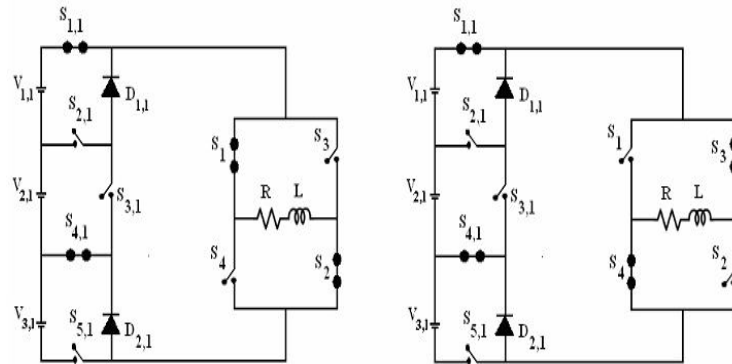 S1,1
V1,1
D1,1
S2,1
S3
S1
V2,1
S3,1
R
L
S4,1
S4
S2
V3,1
S5,1
D2,1
S1,1
V1,1
D1,1
S2,1
S1
S3
V2,1
S3,1
R
L
S4,1
S2
S4
V3,1
S5,1
D2,1